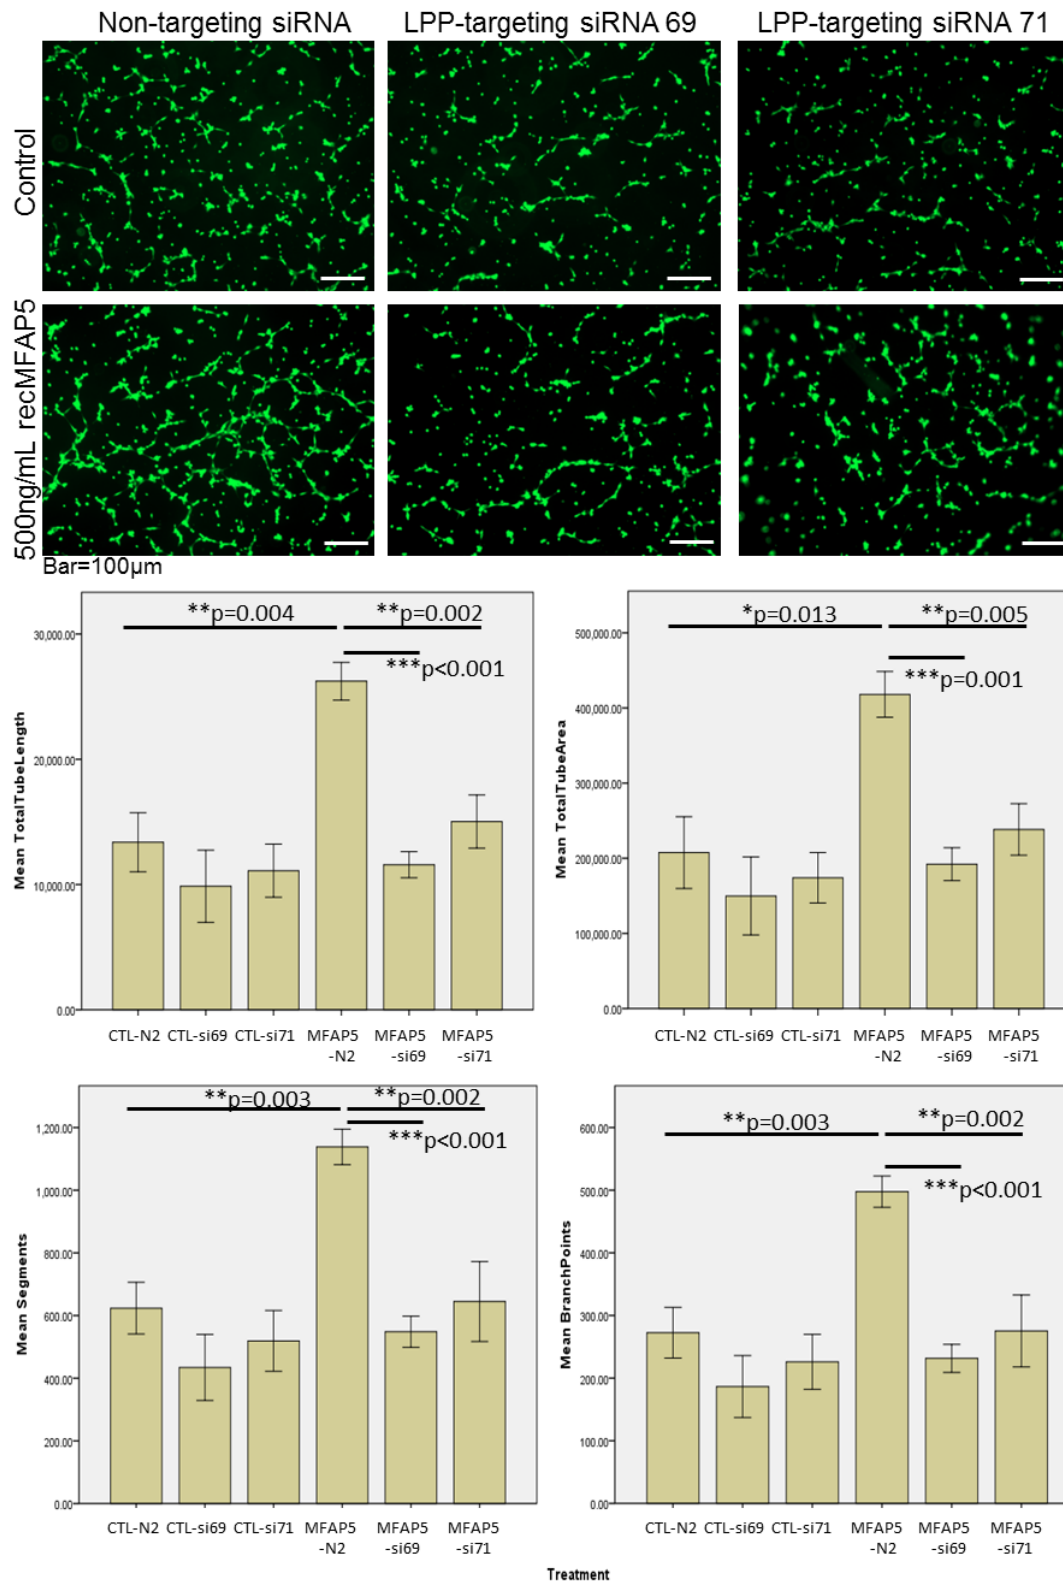 Non-targeting siRNA LPP-targeting siRNA 69 LPP-targeting siRNA 71
Control
500ng/mL recMFAP5
Bar=100µm
**p=0.004 **p=0.002
***p<0.001
30,000.00
20,000.00
10,000.00
0.00
Mean TotalTubeLength
CTL-N2 CTL-si69 CTL-si71 MFAP5 MFAP5 MFAP5
-N2 -si69 -si71
*p=0.013 **p=0.005
***p=0.001
500,000.00
400,000.00
300,000.00
200,000.00
100,000.00
0.00
Mean TotalTubeArea
CTL-N2 CTL-si69 CTL-si71 MFAP5 MFAP5 MFAP5
-N2 -si69 -si71
**p=0.003 **p=0.002
***p<0.001
1,200.00
1,000.00
800.00
600.00
400.00
200.00
0.00
Mean Segments
CTL-N2 CTL-si69 CTL-si71 MFAP5 MFAP5 MFAP5
-N2 -si69 -si71
**p=0.003 **p=0.002
***p<0.001
600.00
500.00
400.00
300.00
200.00
100.00
0.00
Mean BranchPoints
CTL-N2 CTL-si69 CTL-si71 MFAP5 MFAP5 MFAP5
-N2 -si69 -si71
Treatment